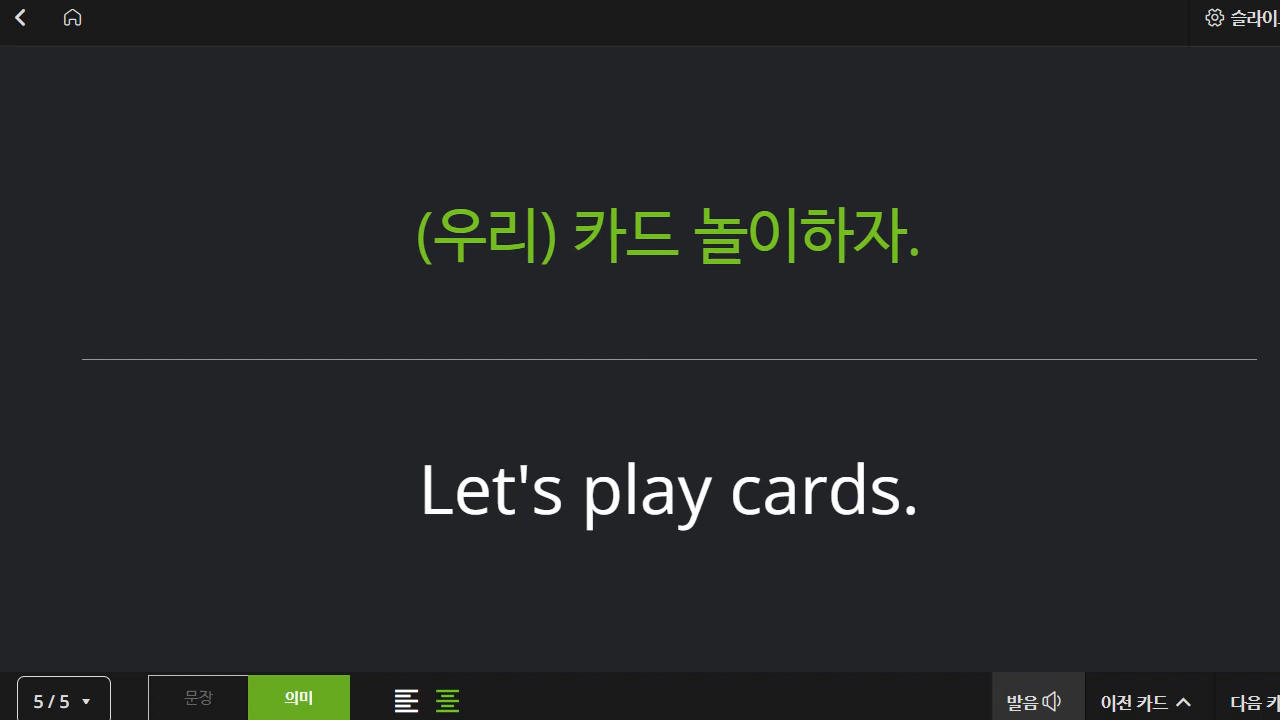 슬라이
(우리) 카드 놀이하자.
Let's play cards.
5 / 5
문장
의미
발음
이전 카드
다음